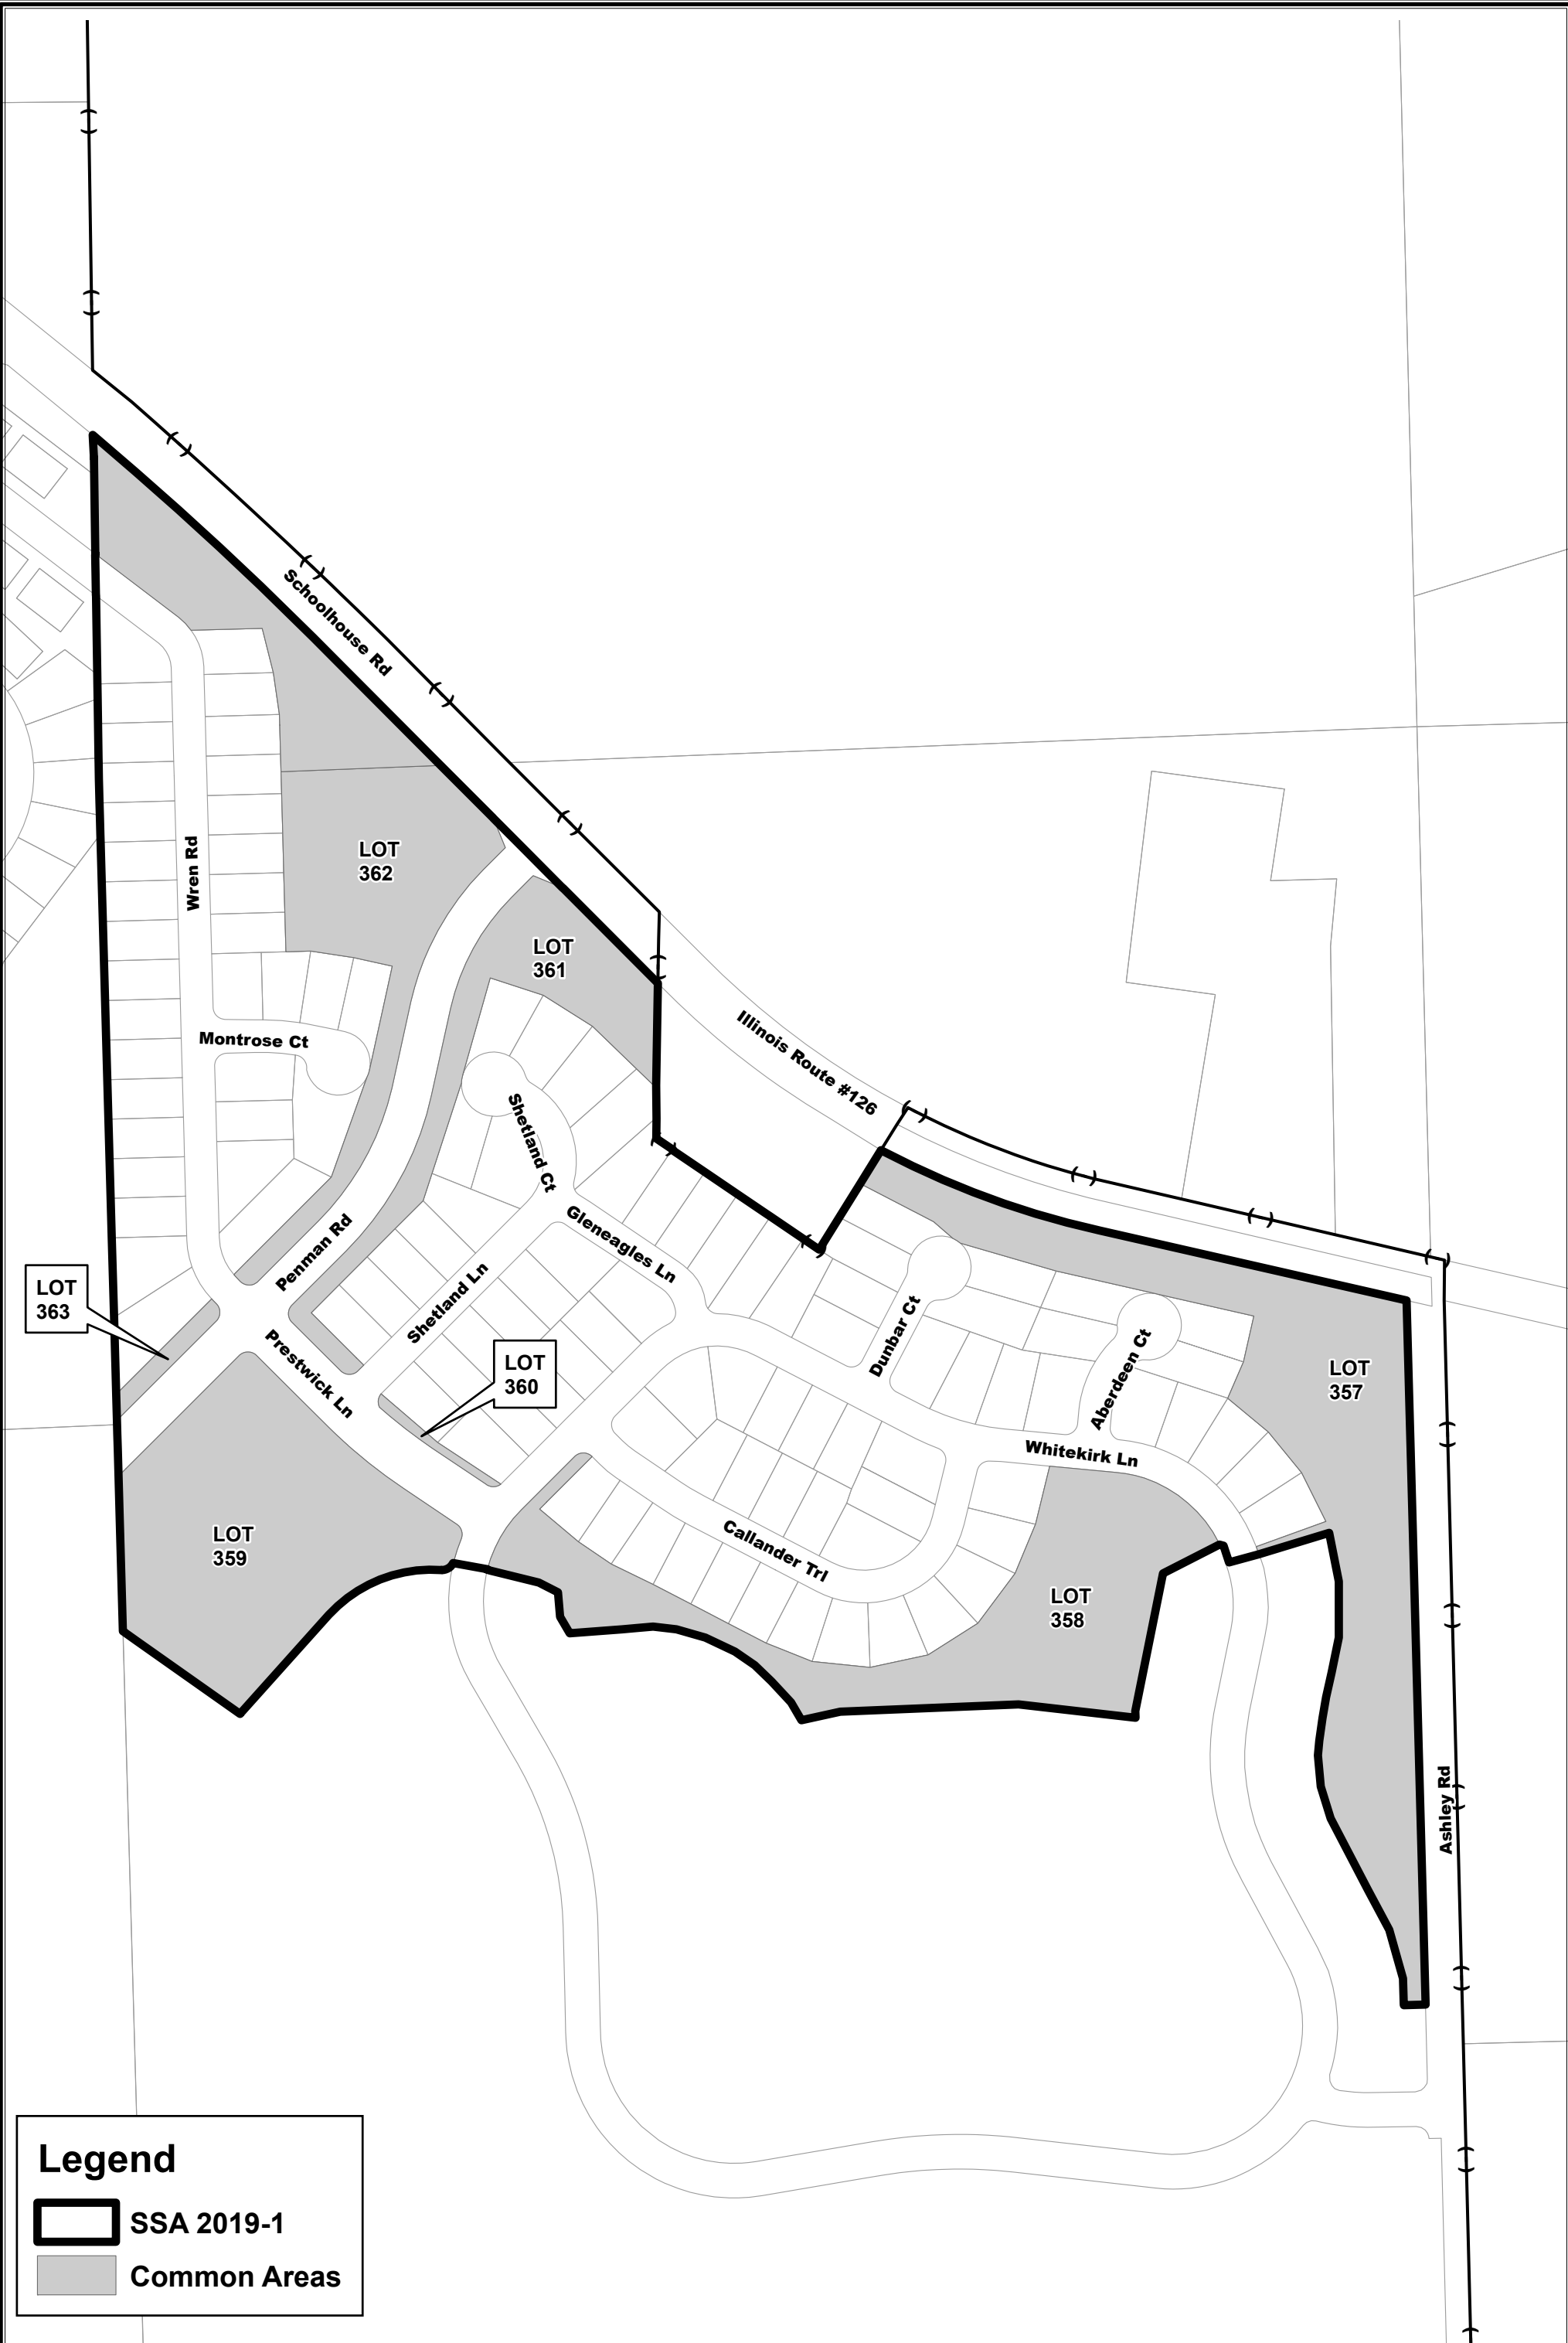 Schoolhouse Rd
LOT
362
Wren Rd
LOT
361
Illinois Route #126
Montrose Ct
Shetland Ct
Gleneagles Ln
Penman Rd
Shetland Ln
LOT
363
Prestwick Ln
LOT
360
Dunbar Ct
Aberdeen Ct
LOT
357
Whitekirk Ln
LOT
359
Callander Trl
LOT
358
Ashley Rd
Legend
SSA 2019-1
Common Areas